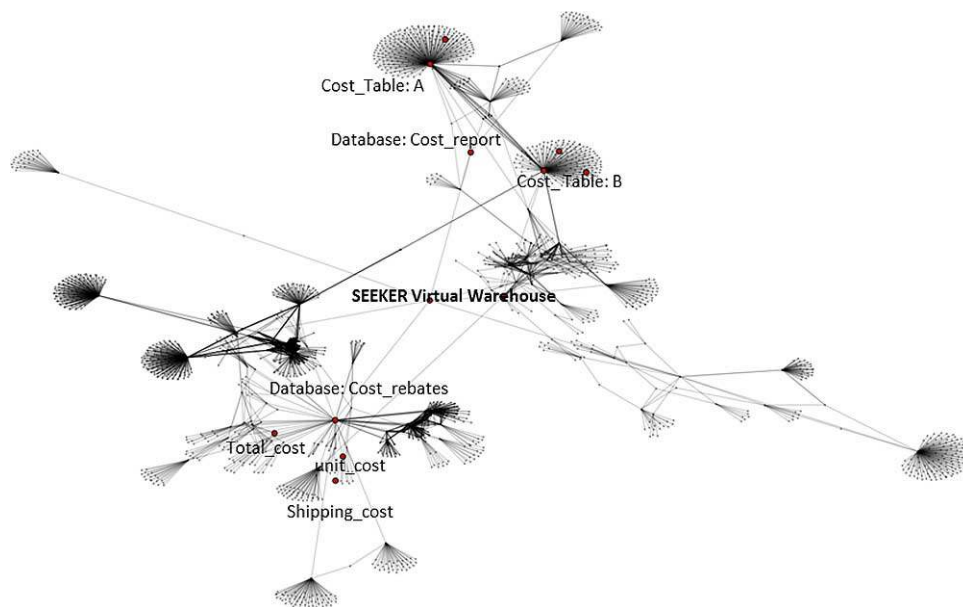 Cost_Table: A
Database: Cost_report
Cost_Table: B
SEEKER Virtual Warehouse
Database: Cost_rebates
Total_cost
unit_cost
Shipping_cost